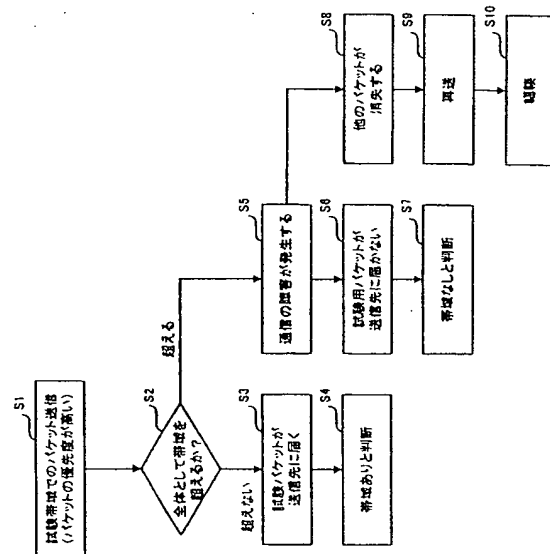 S1
試験帯域でのパケット送信
(パケットの優先度が高い)
S2
全体として帯域を
超えるか?
超えない
超える
S3
試験パケットが
送信先に届く
S4
帯域ありと判断
S5
通信の障害が発生する
S6
試験用パケットが
送信先に届かない
S7
帯域なしと判断
S8
他のパケットが
消失する
S9
再送
S10